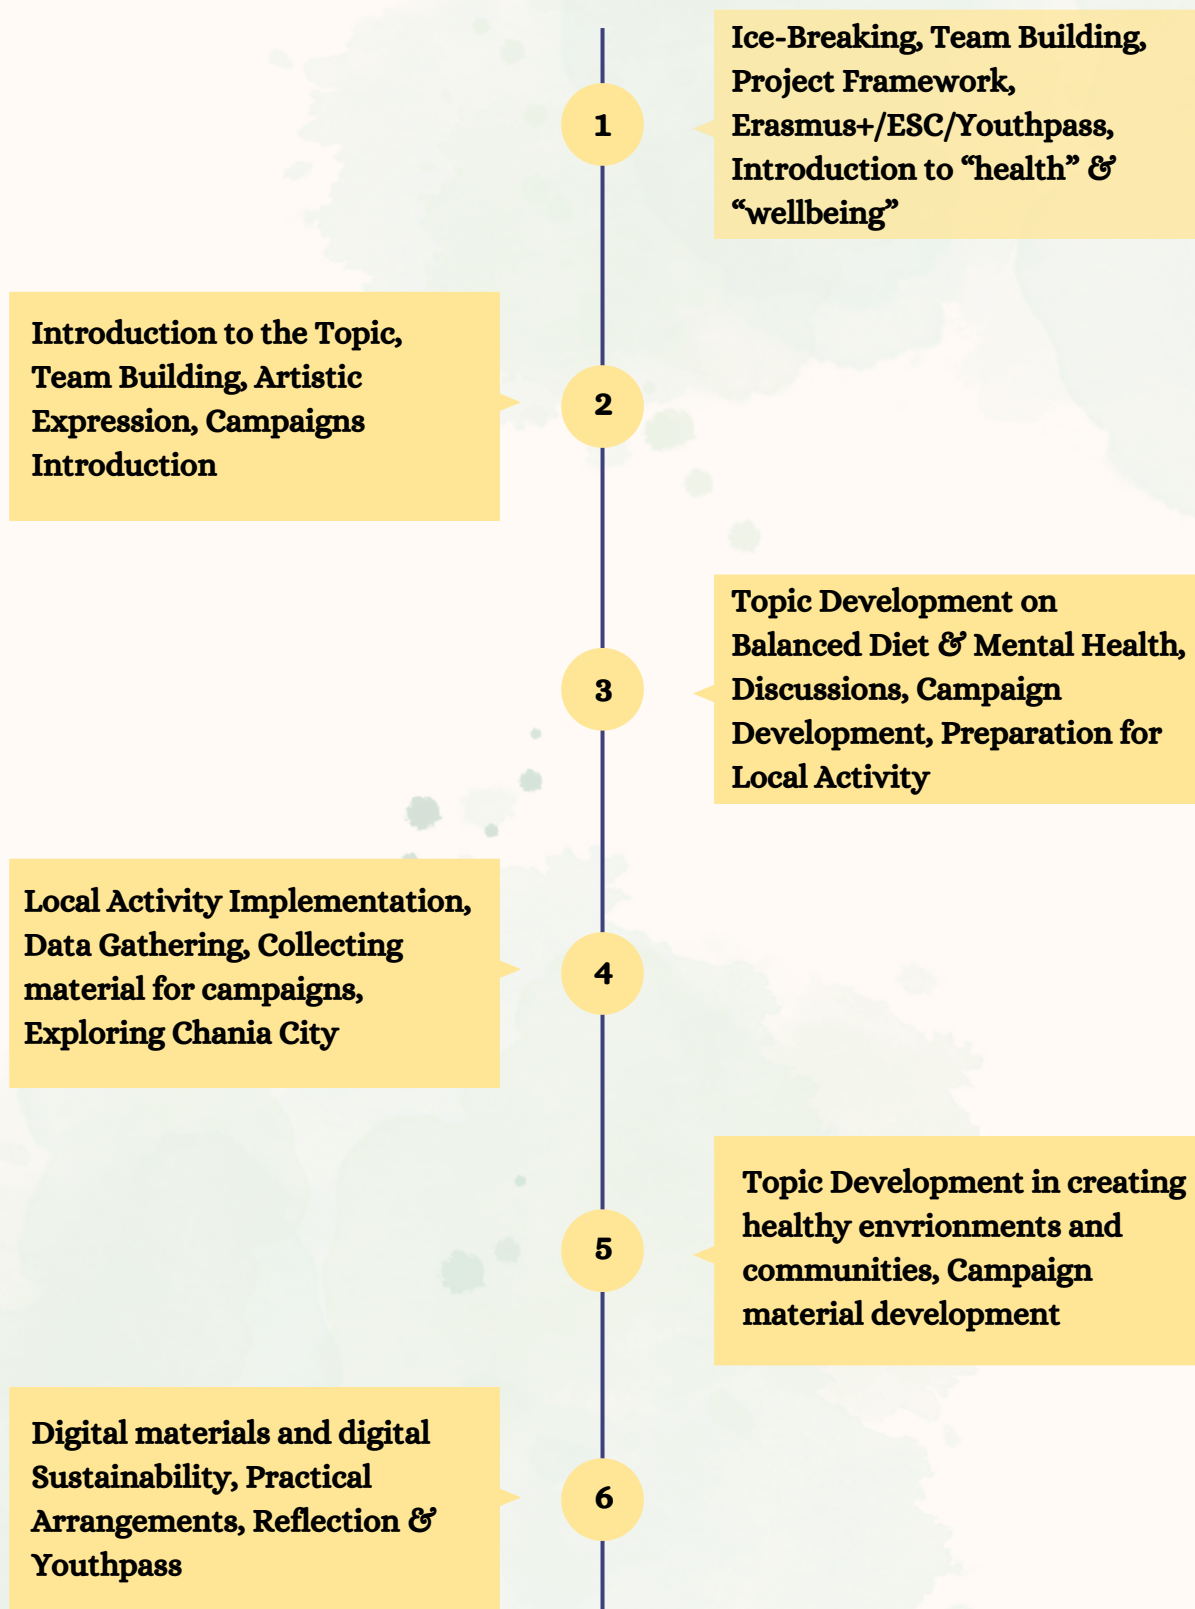 Ice-Breaking, Team Building,
Project Framework,
Erasmus+/ESC/Youthpass,
Introduction to “health” &
“wellbeing”
1
Introduction to the Topic,
Team Building, Artistic
Expression, Campaigns
Introduction
2
Topic Development on
Balanced Diet & Mental Health,
Discussions, Campaign
Development, Preparation for
Local Activity
3
Local Activity Implementation,
Data Gathering, Collecting
material for campaigns,
Exploring Chania City
4
Topic Development in creating
healthy envrionments and
communities, Campaign
material development
5
Digital materials and digital
Sustainability, Practical
Arrangements, Reflection &
Youthpass
6